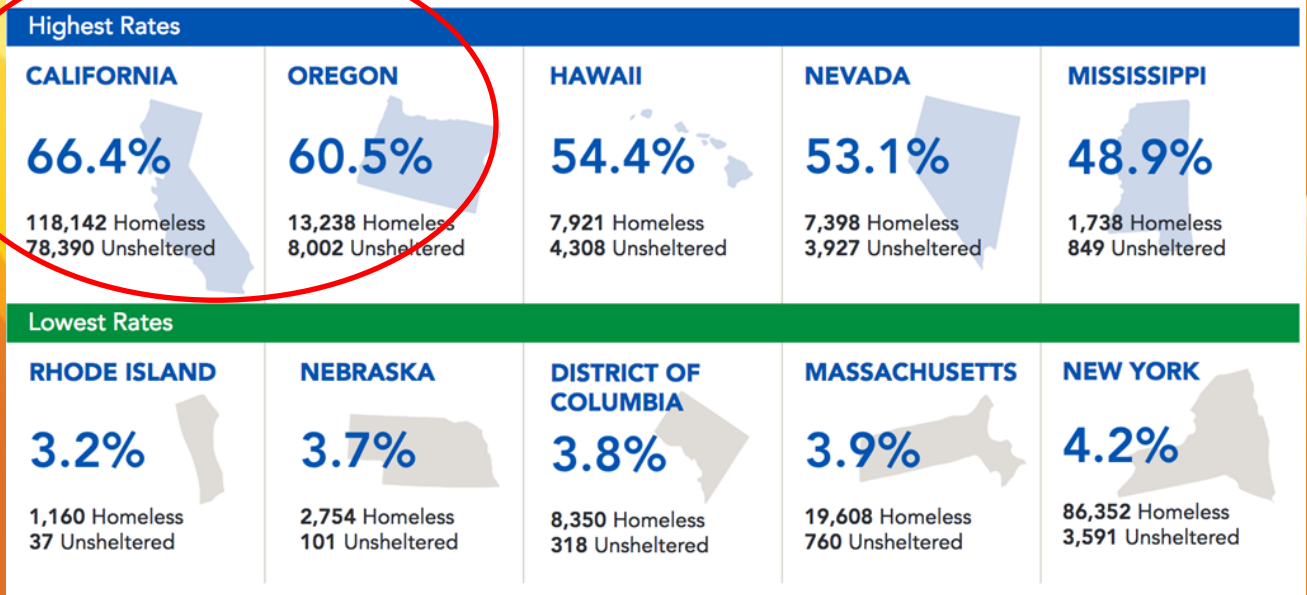 Highest Rates
CALIFORNIA
66.4%
118,142 Homeless
78,390 Unsheltered
OREGON
60.5%
13,238 Homeless
8,002 Unsheltered
HAWAII
54.4%
7,921 Homeless
4,308 Unsheltered
NEVADA
53.1%
7,398 Homeless
3,927 Unsheltered
MISSISSIPPI
48.9%
1,738 Homeless
849 Unsheltered
Lowest Rates
RHODE ISLAND
3.2%
1,160 Homeless
37 Unsheltered
NEBRASKA
3.7%
2,754 Homeless
101 Unsheltered
DISTRICT OF
COLUMBIA
3.8%
8,350 Homeless
318 Unsheltered
MASSACHUSETTS
3.9%
19,608 Homeless
760 Unsheltered
NEW YORK
4.2%
86,352 Homeless
3,591 Unsheltered